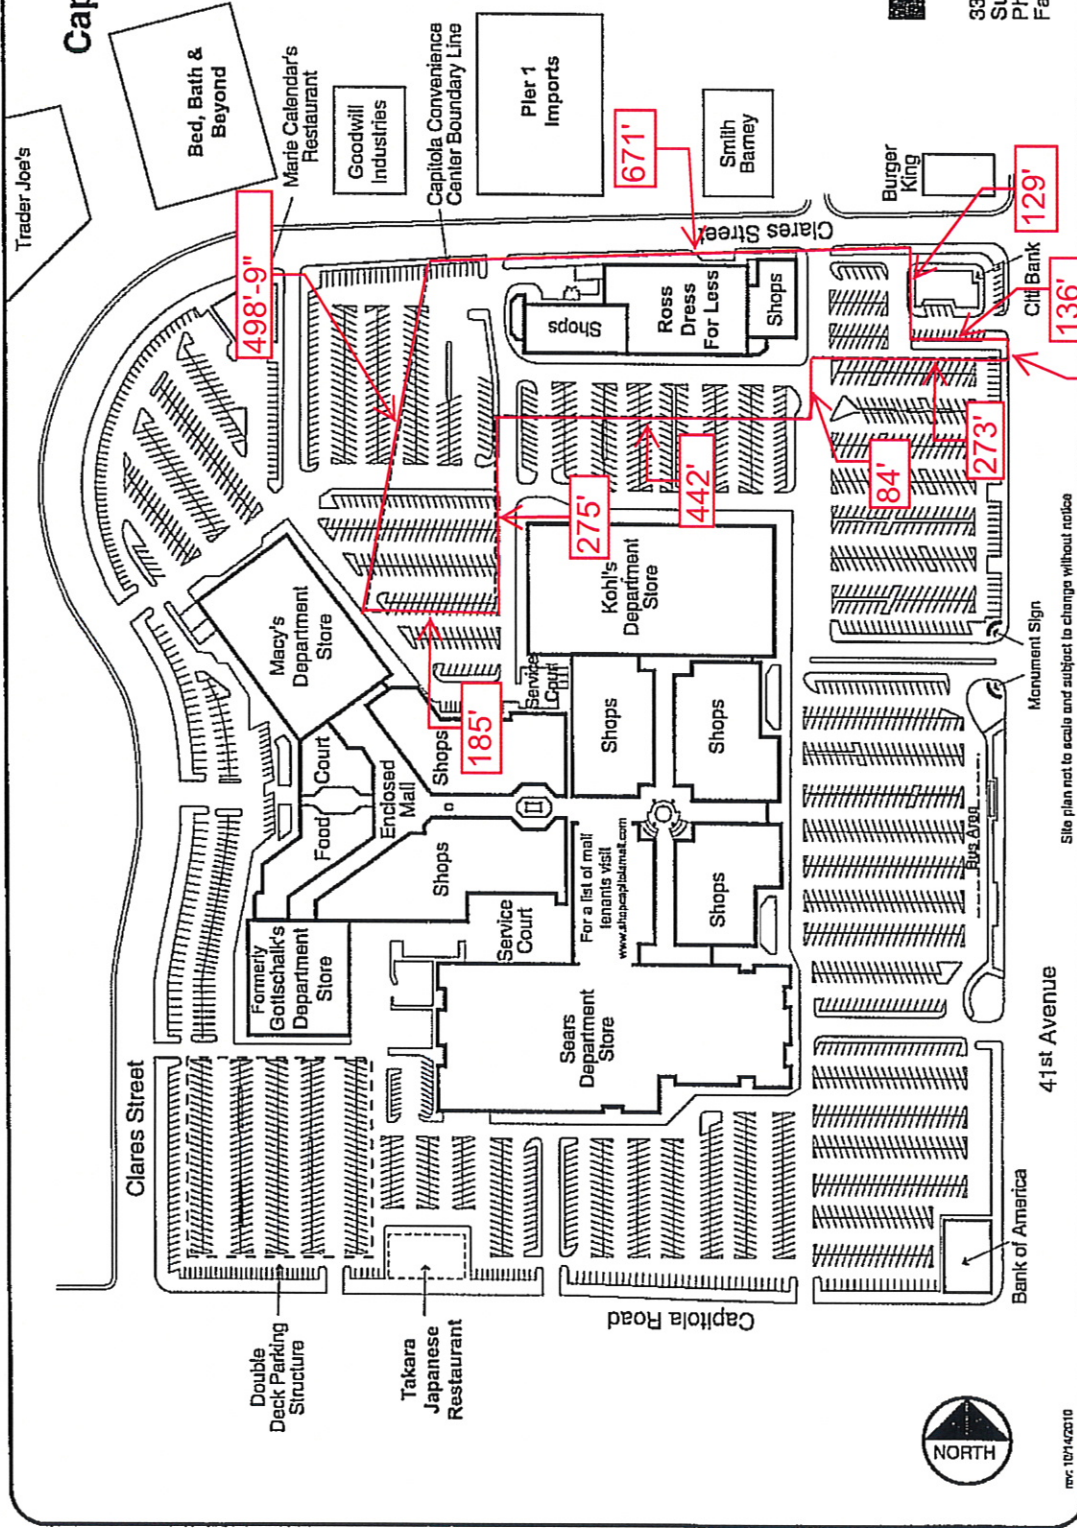 Cap
Trader Joe's
Bed, Bath &
Beyond
Marie Calendar's
Restaurant
Goodwill
Industries
Capitola Convenience
Center Boundary Line
Pier 1
Imports
Smith
Barney
Burger
King
Clares Street
Citi Bank
498'-9"
671'
129'
136'
273'
84'
442'
275'
185'
Shops
Ross
Dress
For Less
Shops
Macy's
Department
Store
Kohl's
Department
Store
Service
Court
Shops
Shops
Shops
Food Court
Enclosed
Mall
Shops
Shops
Formerly
Gottschalk's
Department
Store
Service
Court
For a list of mall
tenants visit
www.shopcapitolamall.com
Sears
Department
Store
Clares Street
Double
Deck Parking
Structure
Takara
Japanese
Restaurant
Capitola Road
Bank of America
41st Avenue
Bus Area
Monument Sign
Site plan not to scale and subject to change without notice
NORTH
rev: 10/14/2010
33
Su
Ph
Fa